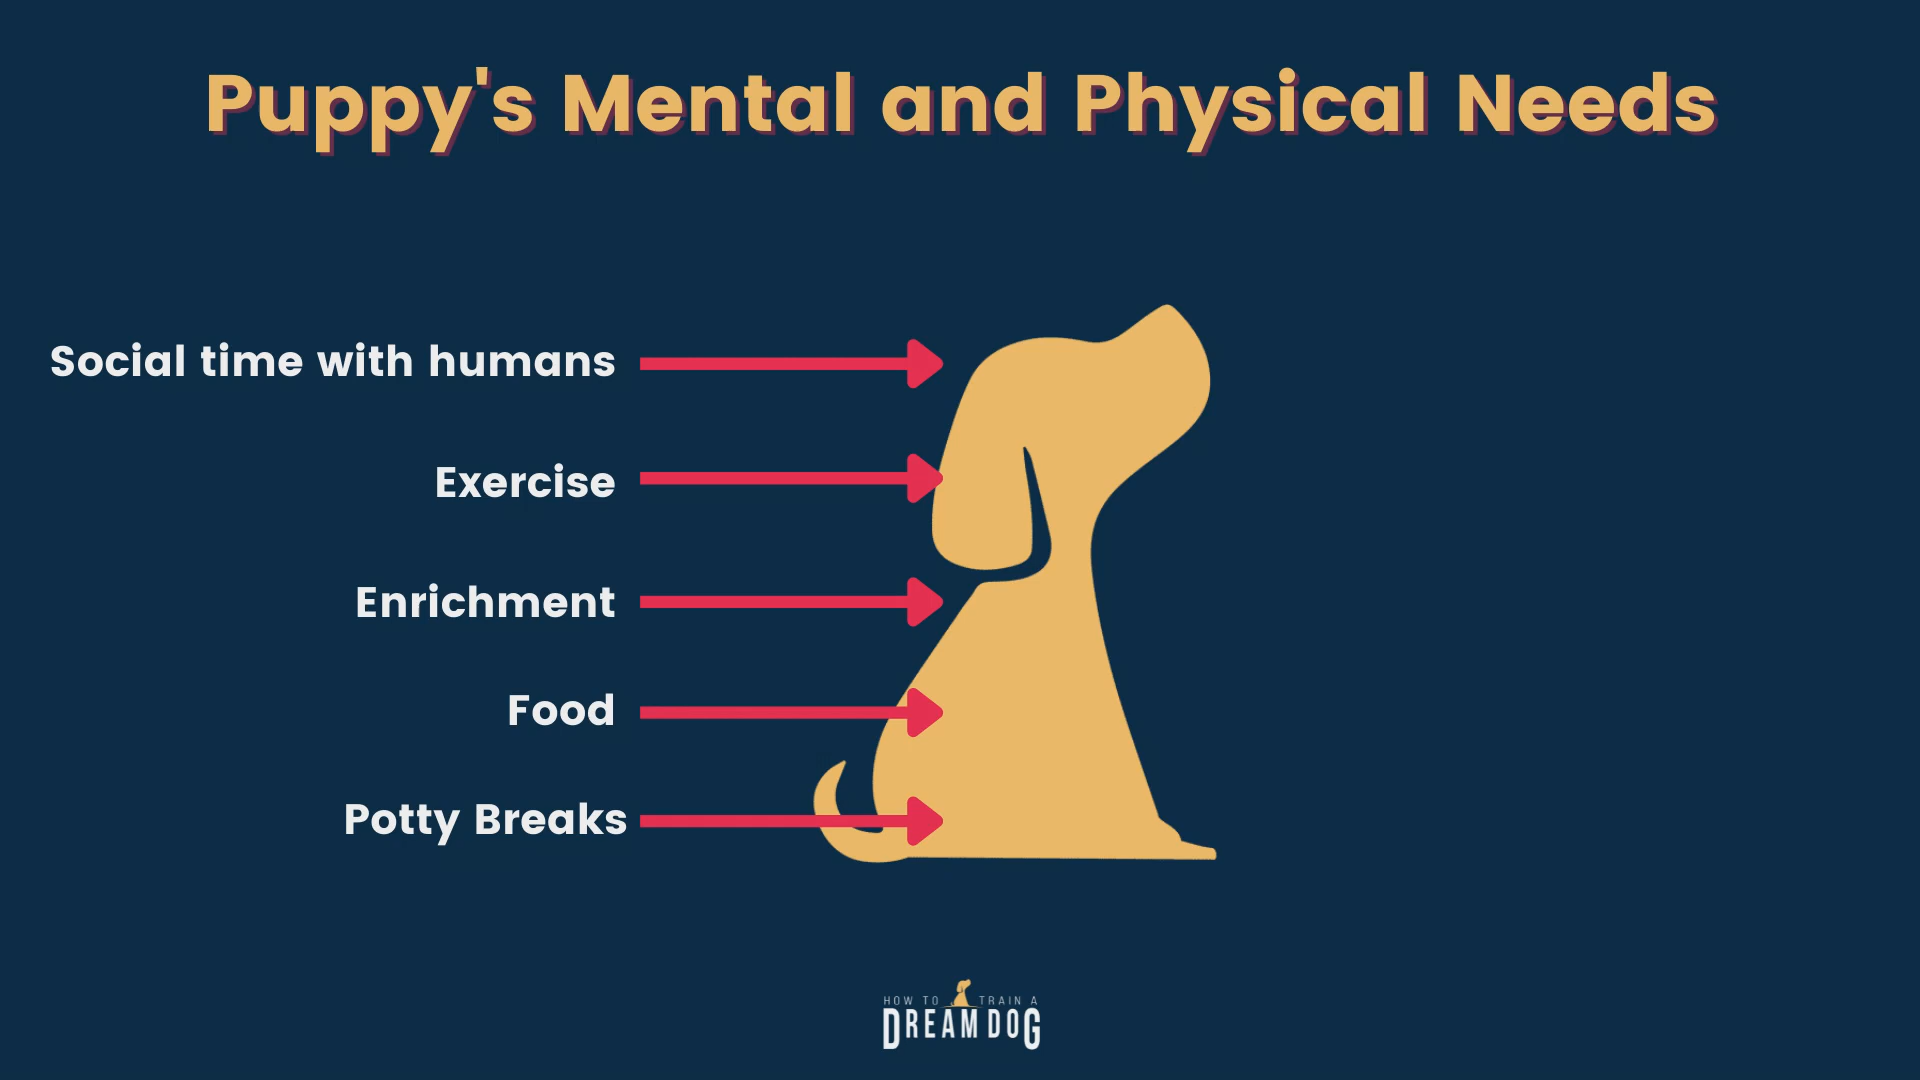 Puppy's Mental and Physical Needs
Social time with humans
Exercise
Enrichment
Food
Potty Breaks
HOW TO TRAIN A
DREAM DOG